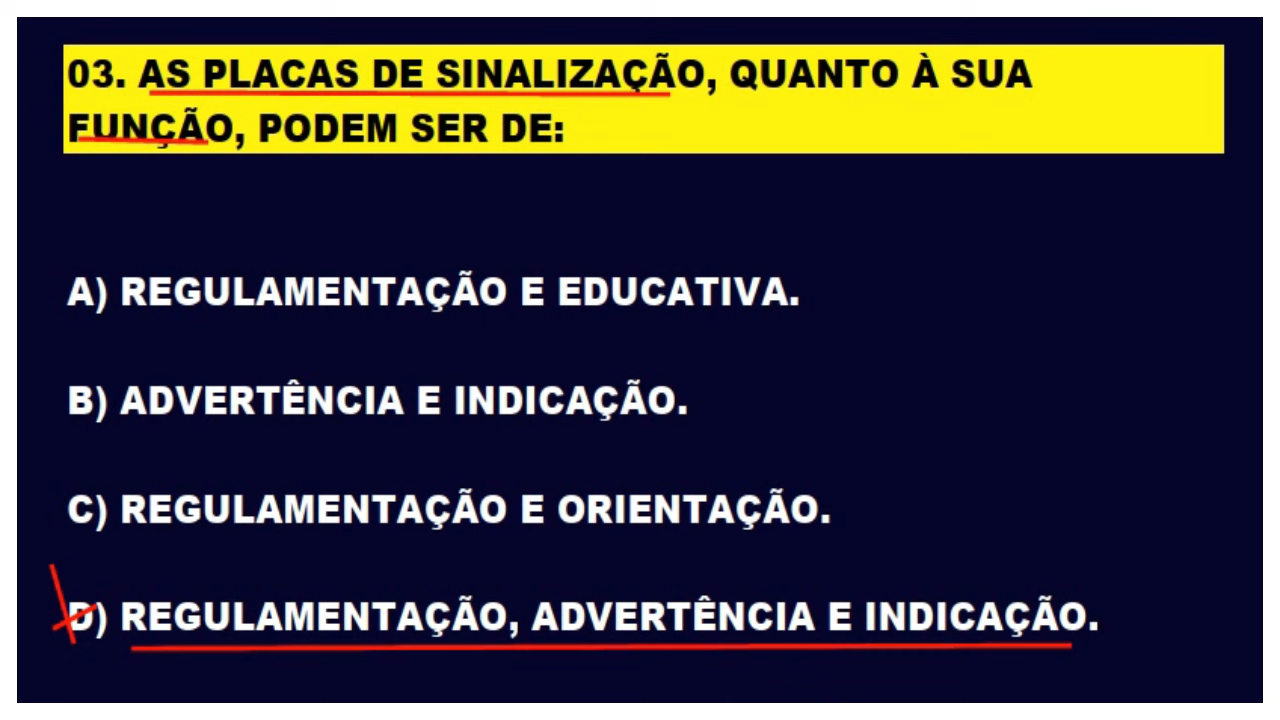 03. AS PLACAS DE SINALIZAÇÃO, QUANTO À SUA
FUNÇÃO, PODEM SER DE:
A) REGULAMENTAÇÃO E EDUCATIVA.
B) ADVERTÊNCIA E INDICAÇÃO.
C) REGULAMENTAÇÃO E ORIENTAÇÃO.
D) REGULAMENTAÇÃO, ADVERTÊNCIA E INDICAÇÃO.